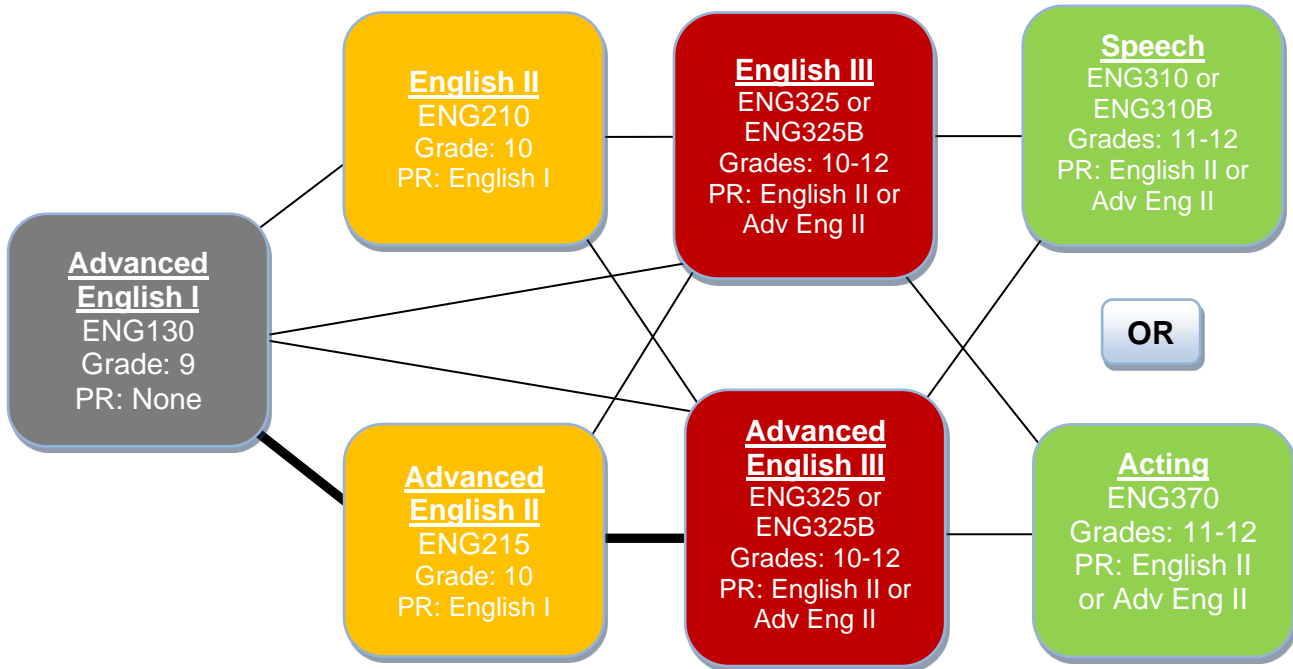 Advanced
English I
ENG130
Grade: 9
PR: None
English II
ENG210
Grade: 10
PR: English I
Advanced
English II
ENG215
Grade: 10
PR: English I
English III
ENG325 or
ENG325B
Grades: 10-12
PR: English II or
Adv Eng II
Advanced
English III
ENG325 or
ENG325B
Grades: 10-12
PR: English II or
Adv Eng II
Speech
ENG310 or
ENG310B
Grades: 11-12
PR: English II or
Adv Eng II
OR
Acting
ENG370
Grades: 11-12
PR: English II
or Adv Eng II